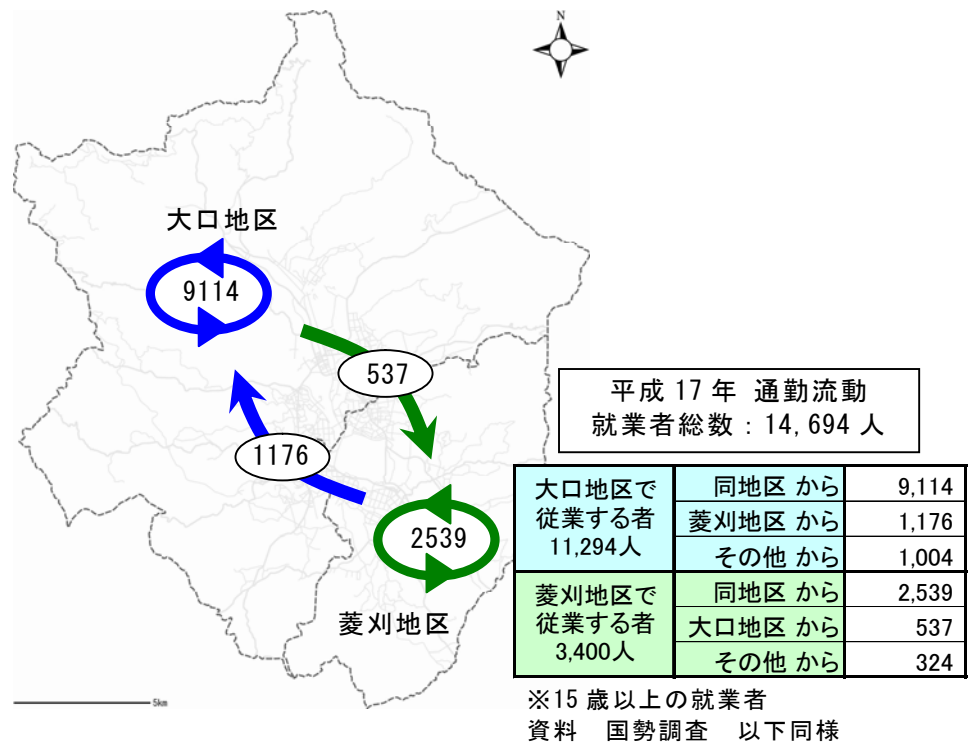 N
大口地区
9114
537
1176
2539
菱刈地区
5km
平成 17 年 通勤流動
就業者総数：14,694 人
大口地区で
従業する者
11,294人
同地区 から 9,114
菱刈地区 から 1,176
その他 から 1,004
菱刈地区で
従業する者
3,400人
同地区 から 2,539
大口地区 から 537
その他 から 324
※15 歳以上の就業者
資料　国勢調査　以下同様